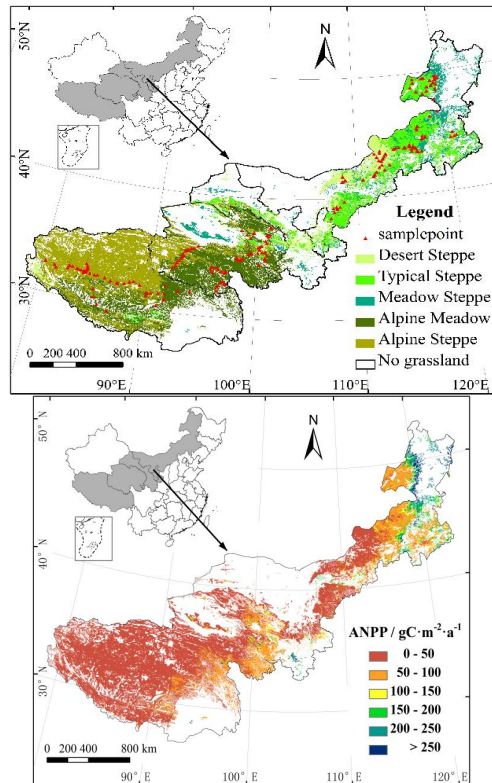 50°N
N
40°N
Legend
samplepoint
Desert Steppe
Typical Steppe
Meadow Steppe
30°N
Alpine Meadow
Alpine Steppe
No grassland
0 200 400 800 km
90°E 100°E 110°E 120°E
50°N
N
40°N
ANPP / gC·m⁻²·a⁻¹
0 - 50
50 - 100
30°N
100 - 150
150 - 200
200 - 250
> 250
0 200 400 800 km
90°E 100°E 110°E 120°E